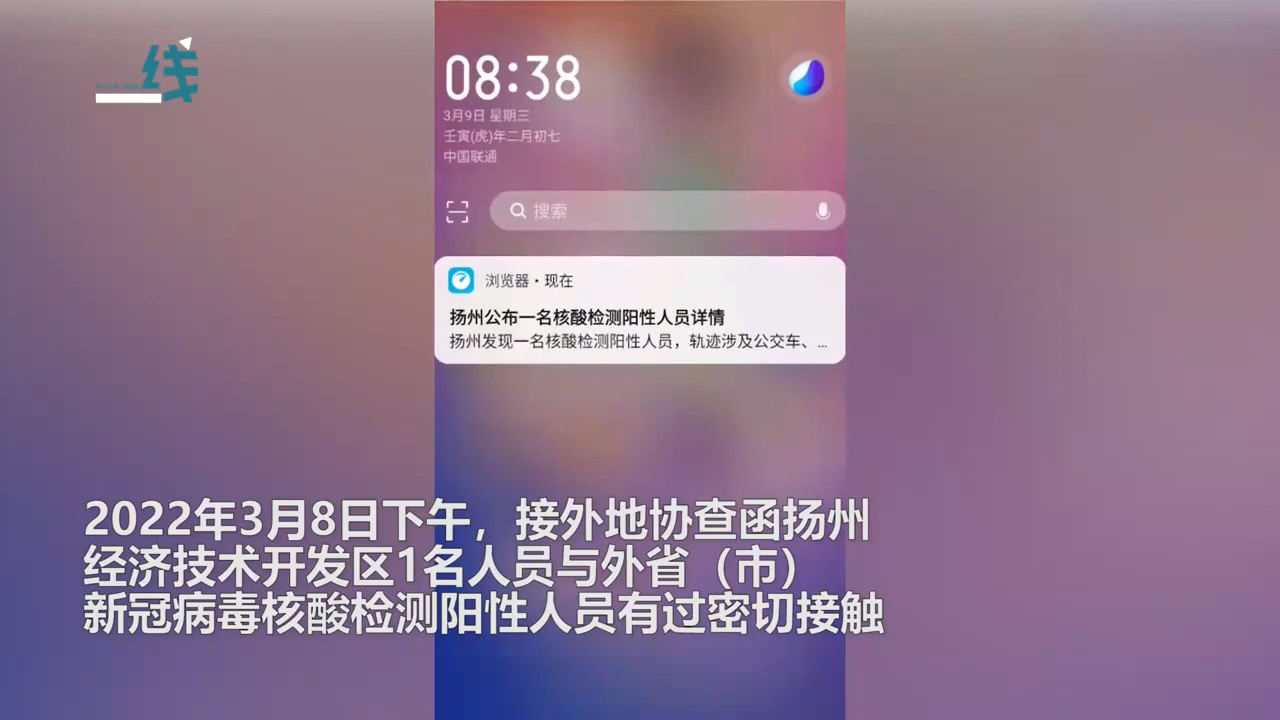 线
08:38
3月9日 星期三
壬寅(虎)年二月初七
中国联通
搜索
浏览器・现在
扬州公布一名核酸检测阳性人员详情
扬州发现一名核酸检测阳性人员，轨迹涉及公交车、...
2022年3月8日下午，接外地协查函扬州
经济技术开发区1名人员与外省（市）
新冠病毒核酸检测阳性人员有过密切接触